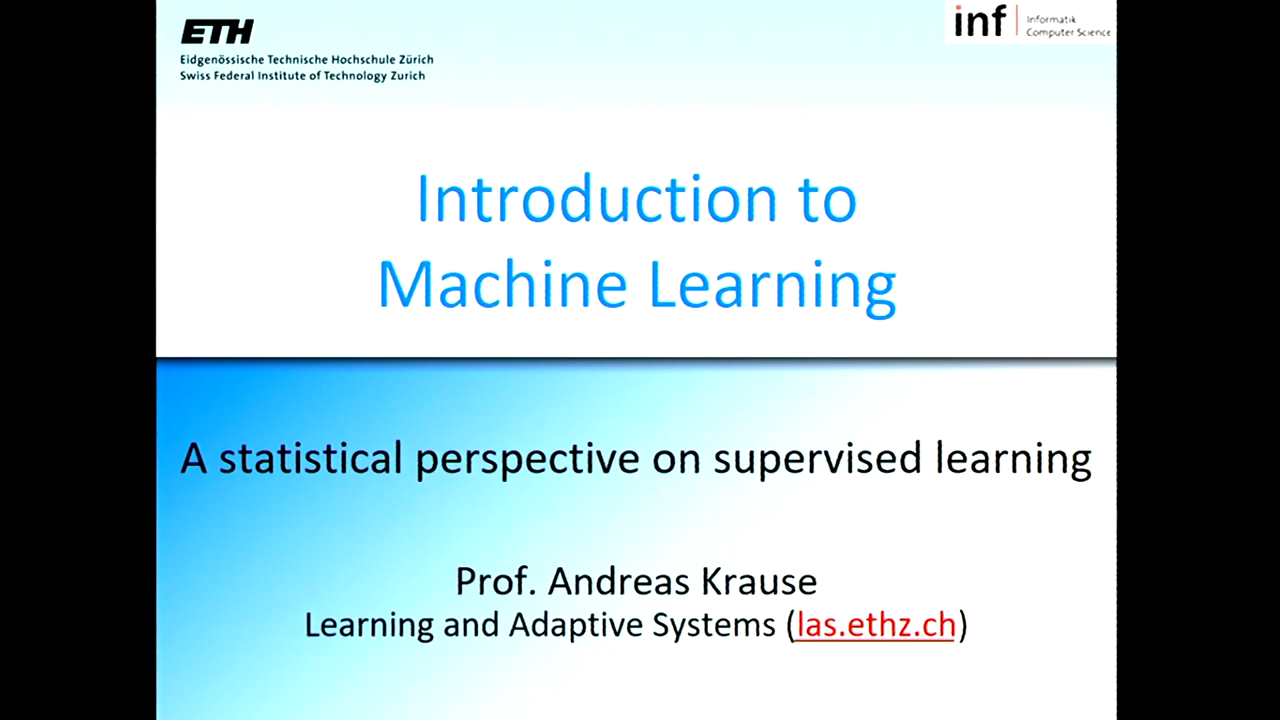 ETH
Eidgenössische Technische Hochschule Zürich
Swiss Federal Institute of Technology Zurich
inf
Informatik
Computer Science
Introduction to
Machine Learning
A statistical perspective on supervised learning
Prof. Andreas Krause
Learning and Adaptive Systems (las.ethz.ch)